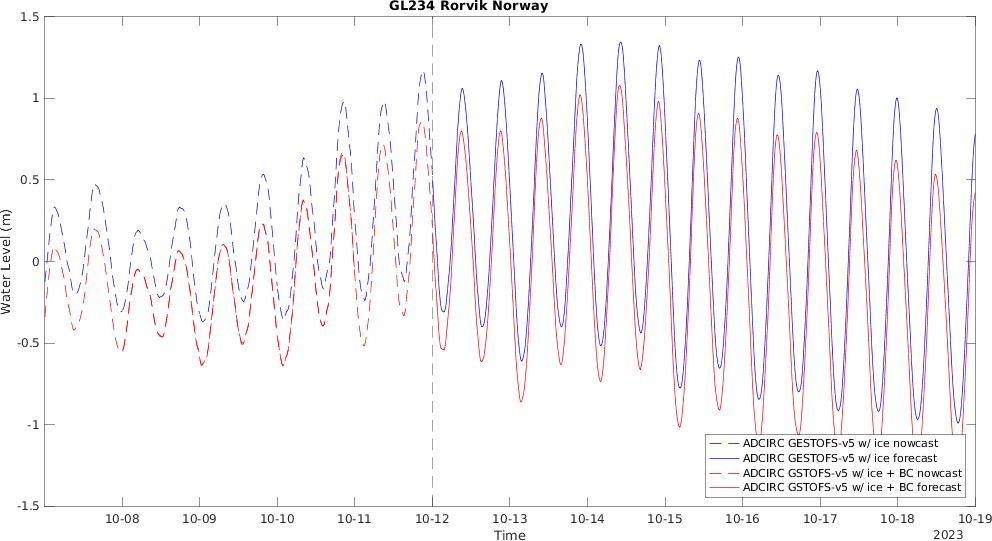 GL234 Rorvik Norway
Water Level (m)
1.5
1
0.5
0
-0.5
-1
-1.5
10-08 10-09 10-10 10-11 10-12 10-13 10-14 10-15 10-16 10-17 10-18 10-19
Time
2023
ADCIRC GESTOFS-v5 w/ ice nowcast
ADCIRC GESTOFS-v5 w/ ice forecast
ADCIRC GSTOFS-v5 w/ ice + BC nowcast
ADCIRC GSTOFS-v5 w/ ice + BC forecast